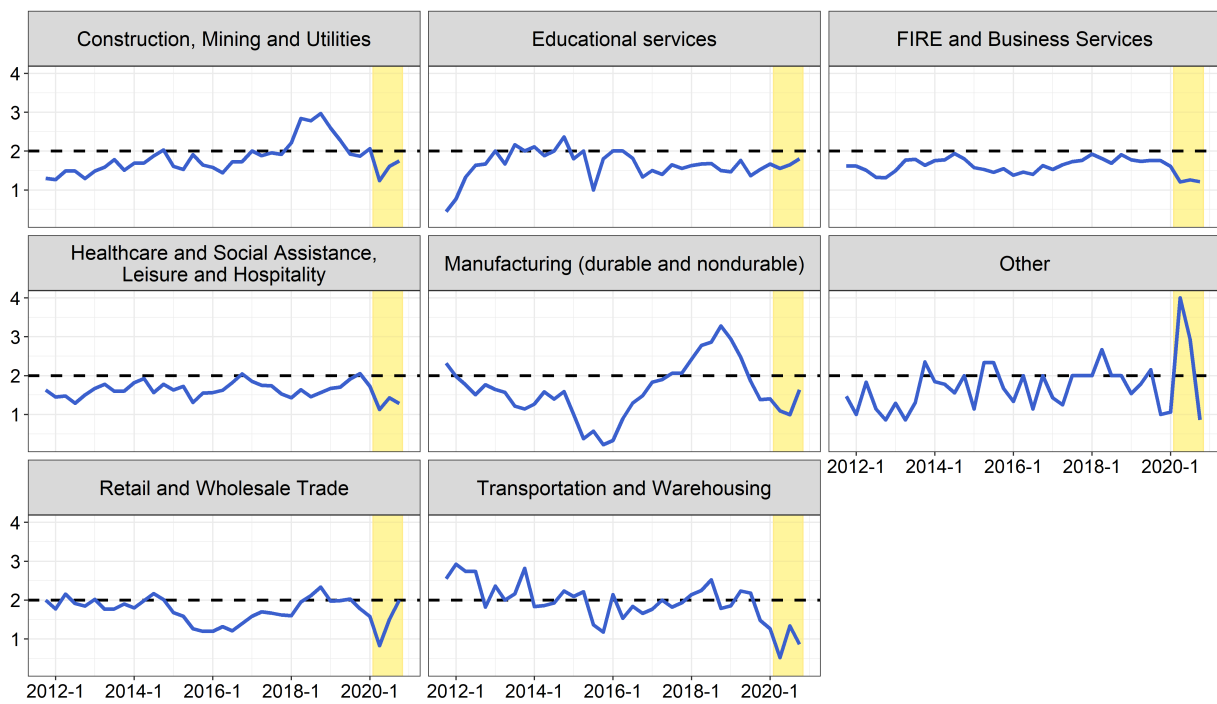 Construction, Mining and Utilities
Educational services
FIRE and Business Services
4
3
2
1
Healthcare and Social Assistance,
Leisure and Hospitality
Manufacturing (durable and nondurable)
Other
4
3
2
1
2012-1 2014-1 2016-1 2018-1 2020-1
Retail and Wholesale Trade
Transportation and Warehousing
4
3
2
1
2012-1 2014-1 2016-1 2018-1 2020-1
2012-1 2014-1 2016-1 2018-1 2020-1